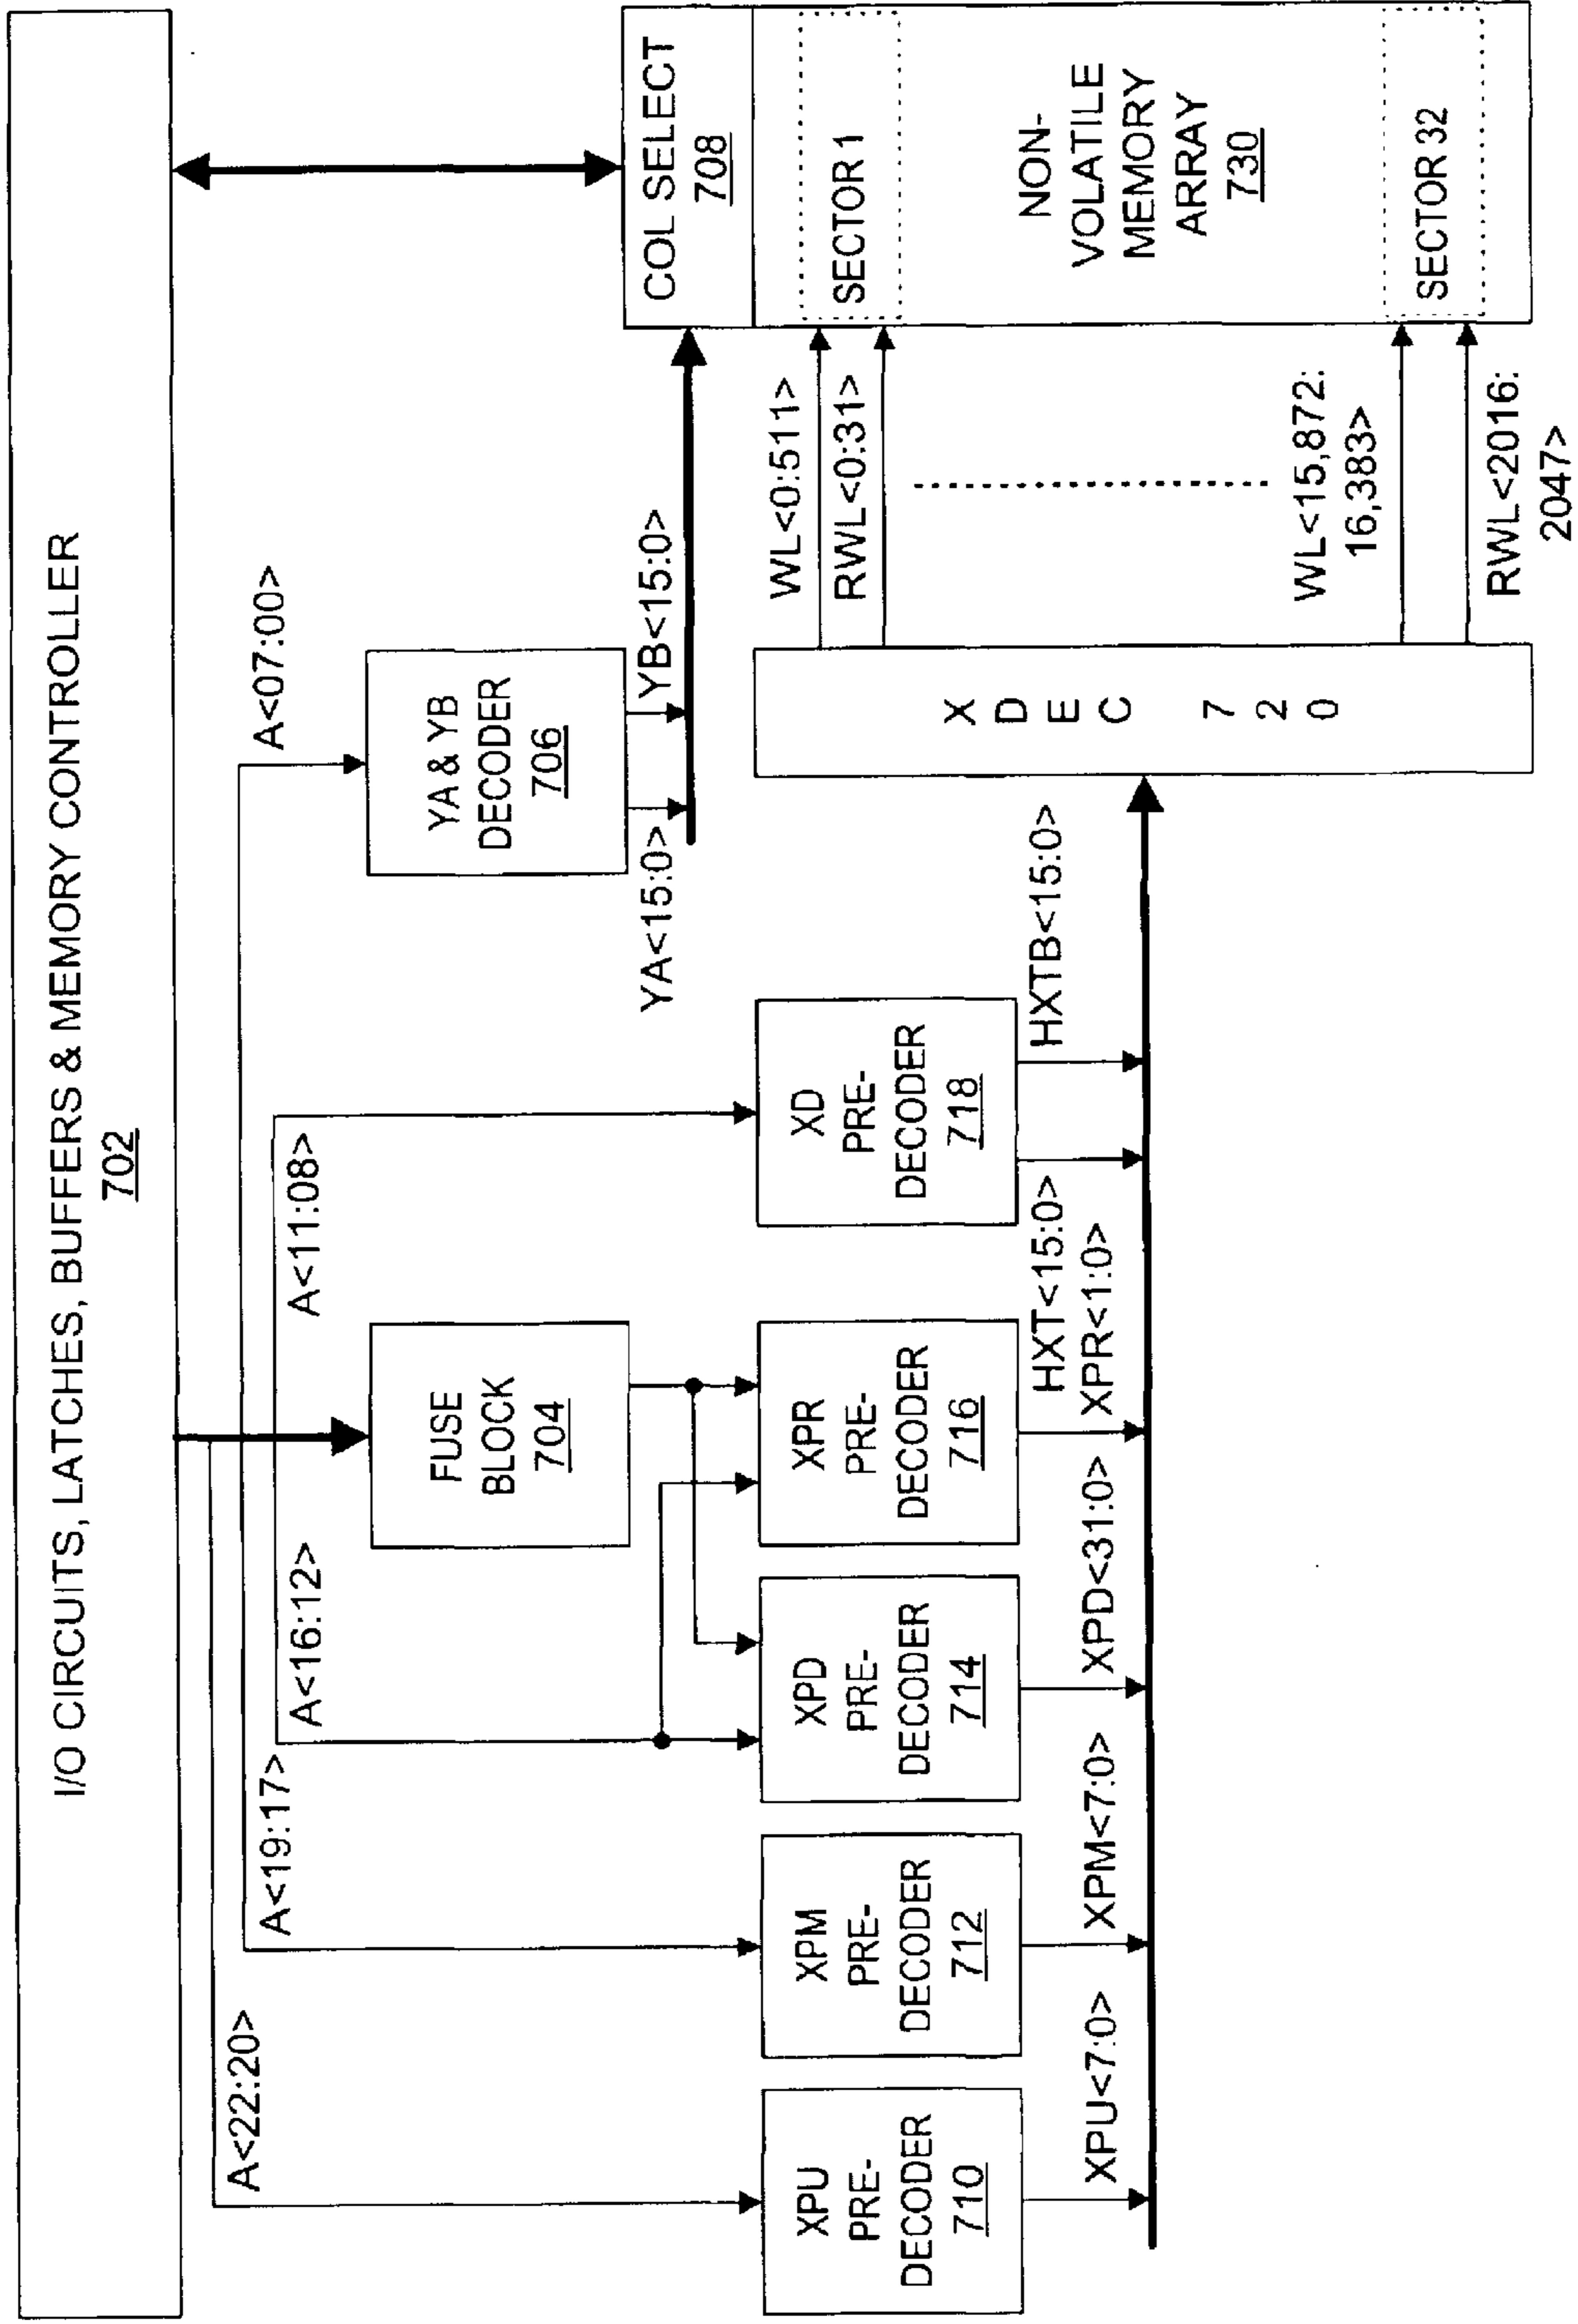 I/O CIRCUITS, LATCHES, BUFFERS & MEMORY CONTROLLER
702
A<22:20>
A<19:17>
A<16:12>
A<11:08>
A<07:00>
FUSE
BLOCK
704
YA & YB
DECODER
706
YA<15:0>
YB<15:0>
COL SELECT
708
XPU
PRE-
DECODER
710
XPM
PRE-
DECODER
712
XPD
PRE-
DECODER
714
XPR
PRE-
DECODER
716
XD
PRE-
DECODER
718
XPU<7:0>
XPM<7:0>
XPD<31:0>
XPR<1:0>
HXT<15:0>
HXTB<15:0>
X
D
E
C
7
2
0
WL<0:511>
RWL<0:31>
WL<15,872:
16,383>
RWL<2016:
2047>
SECTOR 1
NON-
VOLATILE
MEMORY
ARRAY
730
SECTOR 32